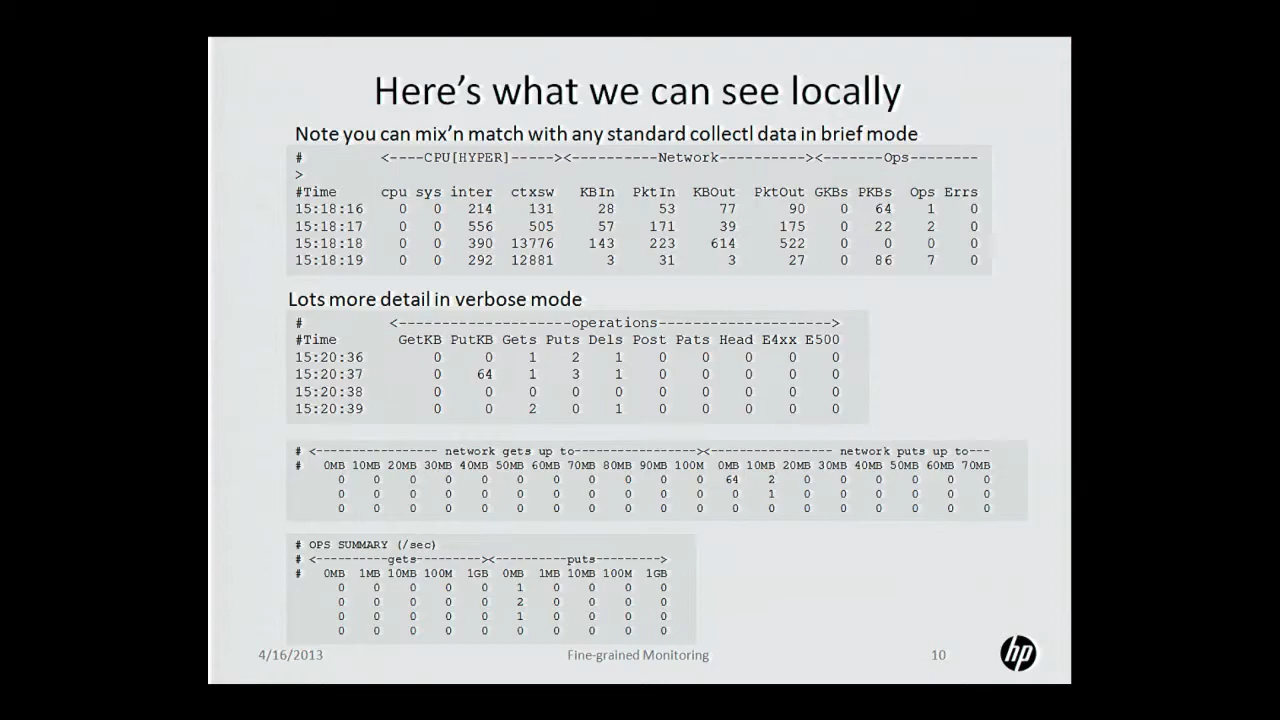 Here's what we can see locally
Note you can mix'n match with any standard collectl data in brief mode
# <----CPU[HYPER]-----><----------Network----------><-------Ops--------
>
#Time cpu sys inter ctxsw KBIn PktIn KBOut PktOut GKBs PKBs Ops Errs
15:18:16 0 0 214 131 28 53 77 90 0 64 1 0
15:18:17 0 0 556 505 57 171 39 175 0 22 2 0
15:18:18 0 0 390 13776 143 223 614 522 0 0 0 0
15:18:19 0 0 292 12881 3 31 3 27 0 86 7 0
Lots more detail in verbose mode
# <--------------------operations-------------------->
#Time GetKB PutKB Gets Puts Dels Post Pats Head E4xx E500
15:20:36 0 0 1 2 1 0 0 0 0 0
15:20:37 0 64 1 3 1 0 0 0 0 0
15:20:38 0 0 0 0 0 0 0 0 0 0
15:20:39 0 0 2 0 1 0 0 0 0 0
# <---------------- network gets up to----------------><----------------- network puts up to---
# 0MB 10MB 20MB 30MB 40MB 50MB 60MB 70MB 80MB 90MB 100M 0MB 10MB 20MB 30MB 40MB 50MB 60MB 70MB
0 0 0 0 0 0 0 0 0 0 0 64 2 0 0 0 0 0 0
0 0 0 0 0 0 0 0 0 0 0 0 1 0 0 0 0 0 0
0 0 0 0 0 0 0 0 0 0 0 0 0 0 0 0 0 0 0
# OPS SUMMARY (/sec)
# <----------gets---------><----------puts--------->
# 0MB 1MB 10MB 100M 1GB 0MB 1MB 10MB 100M 1GB
0 0 0 0 0 1 0 0 0 0
0 0 0 0 0 2 0 0 0 0
0 0 0 0 0 1 0 0 0 0
0 0 0 0 0 0 0 0 0 0
4/16/2013 Fine-grained Monitoring 10
hp